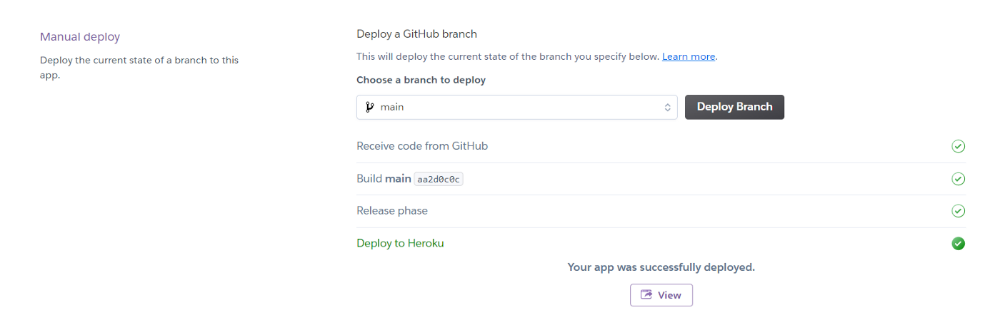 Manual deploy
Deploy the current state of a branch to this
app.
Deploy a GitHub branch
This will deploy the current state of the branch you specify below. Learn more.
Choose a branch to deploy
main
Deploy Branch
Receive code from GitHub
Build main aa2d0c0c
Release phase
Deploy to Heroku
Your app was successfully deployed.
View